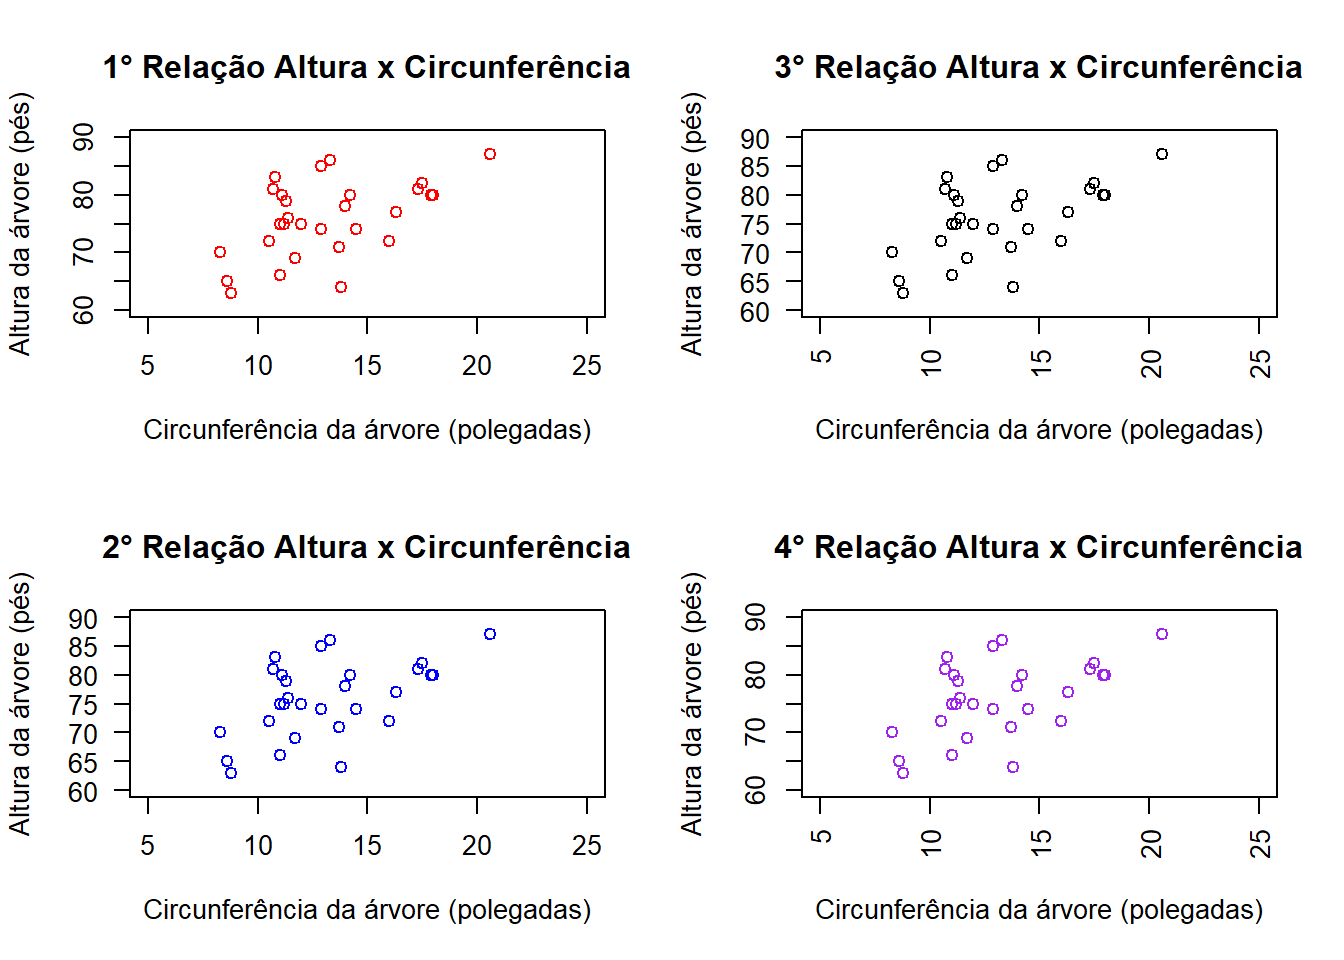 1° Relação Altura x Circunferência
Altura da árvore (pés)
90
80
70
60
5 10 15 20 25
Circunferência da árvore (polegadas)
3° Relação Altura x Circunferência
Altura da árvore (pés)
90
85
80
75
70
65
60
5 10 15 20 25
Circunferência da árvore (polegadas)
2° Relação Altura x Circunferência
Altura da árvore (pés)
90
85
80
75
70
65
60
5 10 15 20 25
Circunferência da árvore (polegadas)
4° Relação Altura x Circunferência
Altura da árvore (pés)
90
80
70
60
5 10 15 20 25
Circunferência da árvore (polegadas)